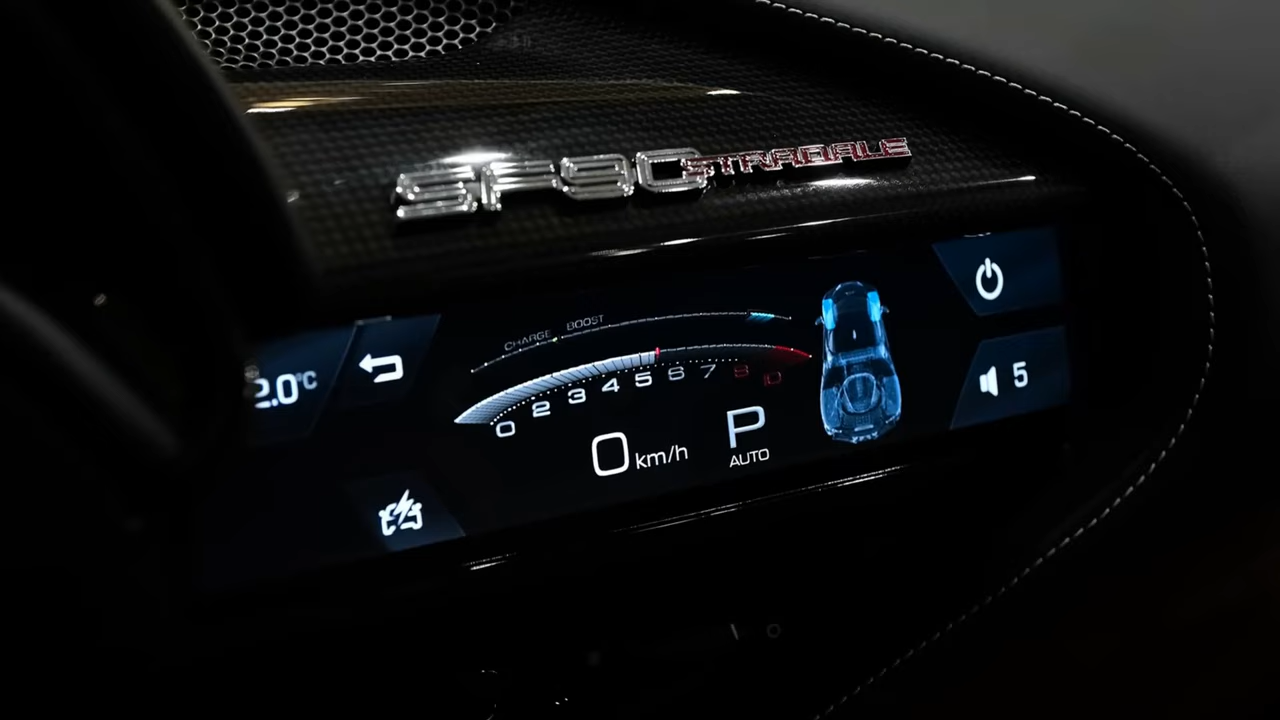 SF90 STRADALE
CHARGE BOOST
2.0°C
5
0 2 3 4 5 6 7 8 10
0 km/h
P
AUTO